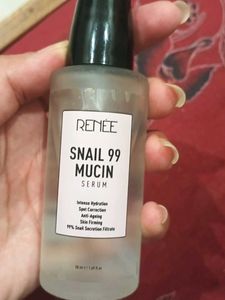 RENÉE
SNAIL 99
MUCIN
SERUM
Intense Hydration
Spot Correction
Anti-Ageing
Skin Firming
99% Snail Secretion Filtrate